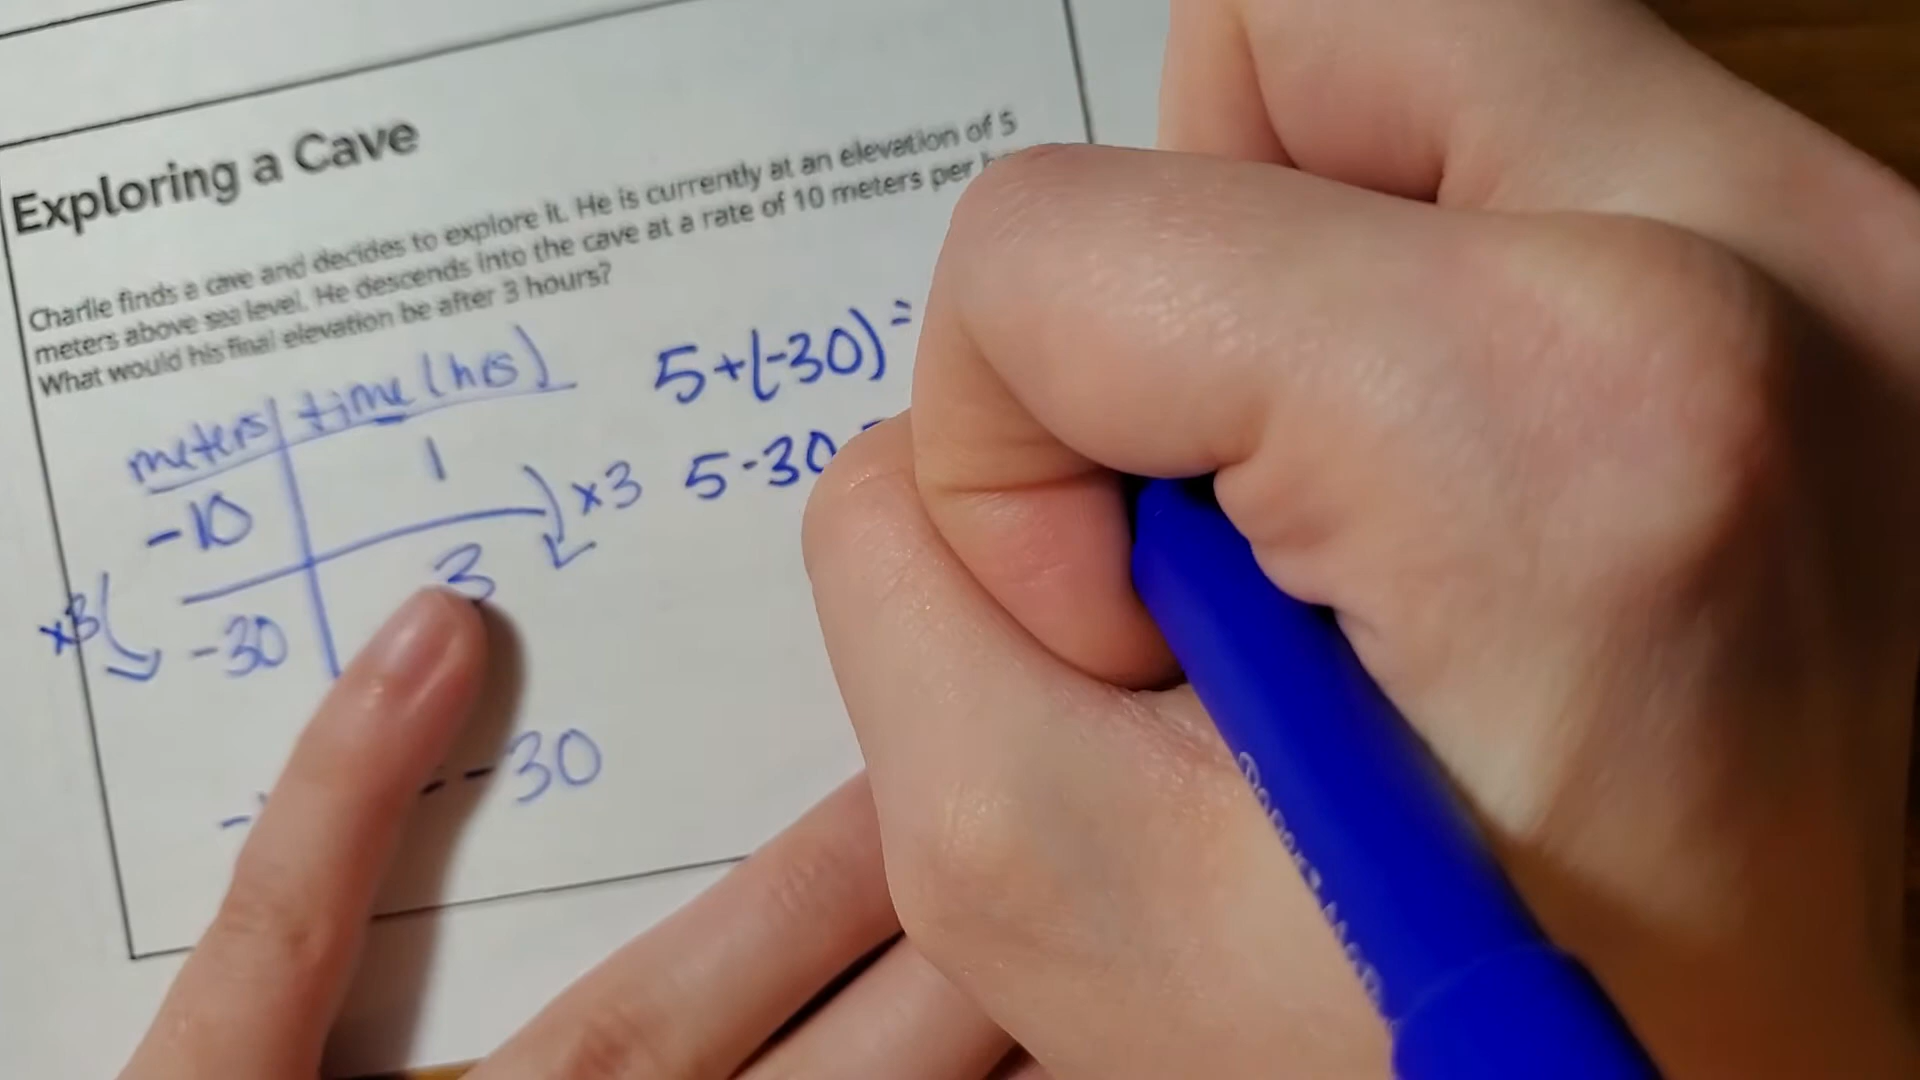 Exploring a Cave
Charlie finds a cave and decides to explore it. He is currently at an elevation of 5
meters above sea level. He descends into the cave at a rate of 10 meters per
What would his final elevation be after 3 hours?
meters time (hrs)
-10 1
x3
-30 3
x3
5+(-30) =
5-30
= -30